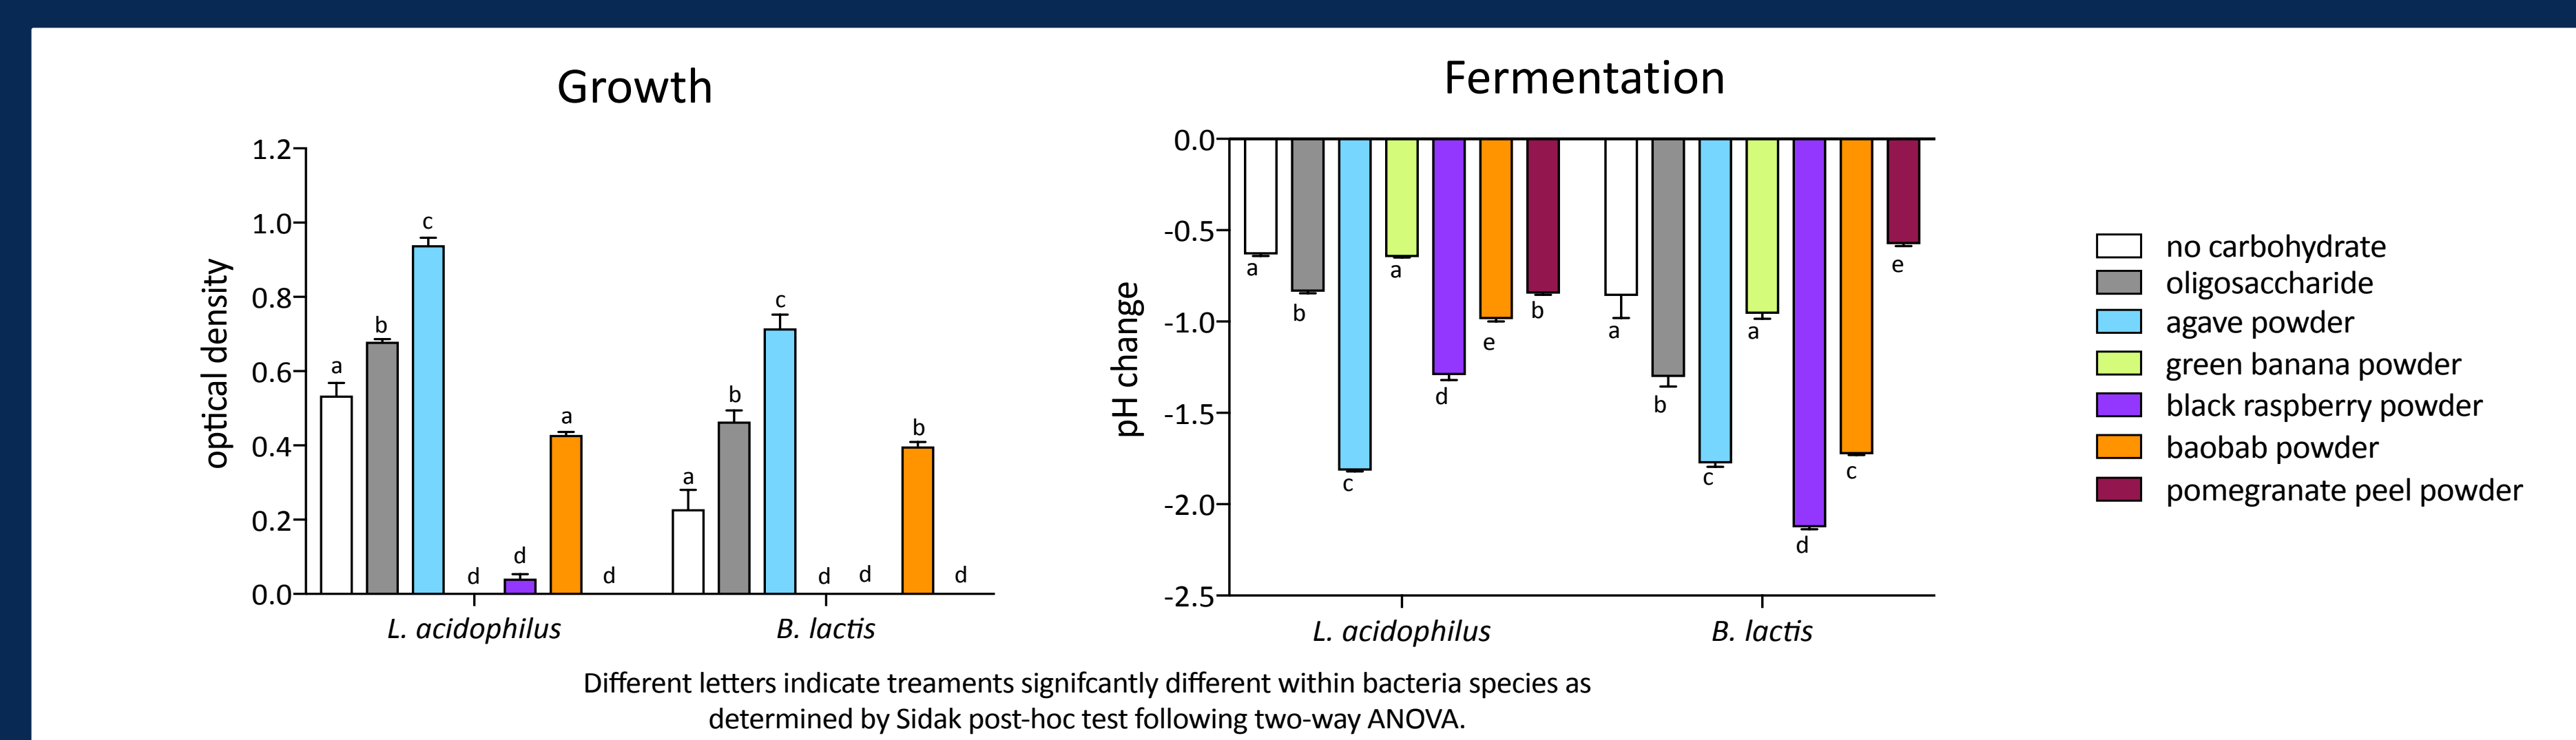 Growth
1.2
1.0
0.8
0.6
0.4
0.2
0.0
optical density
a
b
c
d
d
a
d
a
b
c
d
d
b
d
L. acidophilus
B. lactis
Fermentation
0.0
-0.5
-1.0
-1.5
-2.0
-2.5
pH change
a
b
c
a
d
e
b
a
b
c
a
d
c
e
L. acidophilus
B. lactis
no carbohydrate
oligosaccharide
agave powder
green banana powder
black raspberry powder
baobab powder
pomegranate peel powder
Different letters indicate treaments signifcantly different within bacteria species as
determined by Sidak post-hoc test following two-way ANOVA.